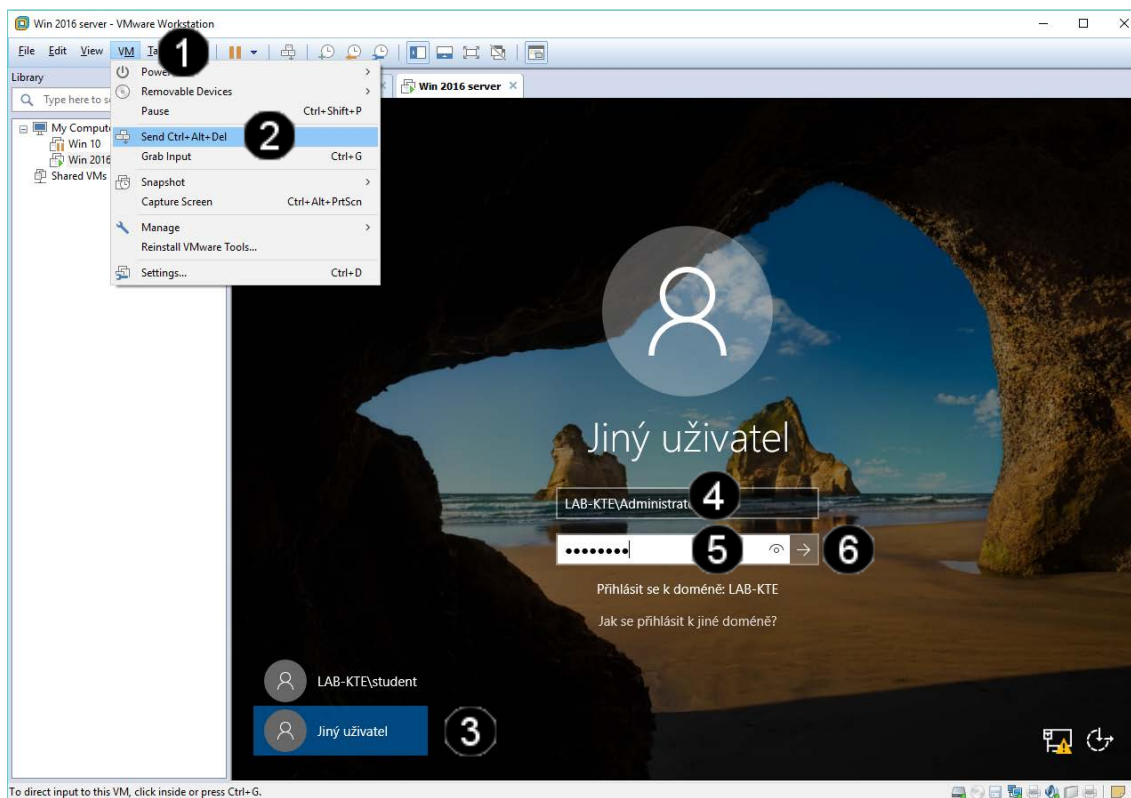 Win 2016 server - VMware Workstation
File Edit View VM
1
Library
Type here to
Win 2016 server
Power
Removable Devices
Pause Ctrl+Shift+P
Send Ctrl+Alt+Del
2
Grab Input Ctrl+G
Snapshot
Capture Screen Ctrl+Alt+PrtScn
Manage
Reinstall VMware Tools...
Settings... Ctrl+D
My Comput
Win 10
Win 2016
Shared VMs
Jiný uživatel
LAB-KTE\Administrat
4
5
6
Přihlásit se k doméně: LAB-KTE
Jak se přihlásit k jiné doméně?
LAB-KTE\student
Jiný uživatel
3
To direct input to this VM, click inside or press Ctrl+G.